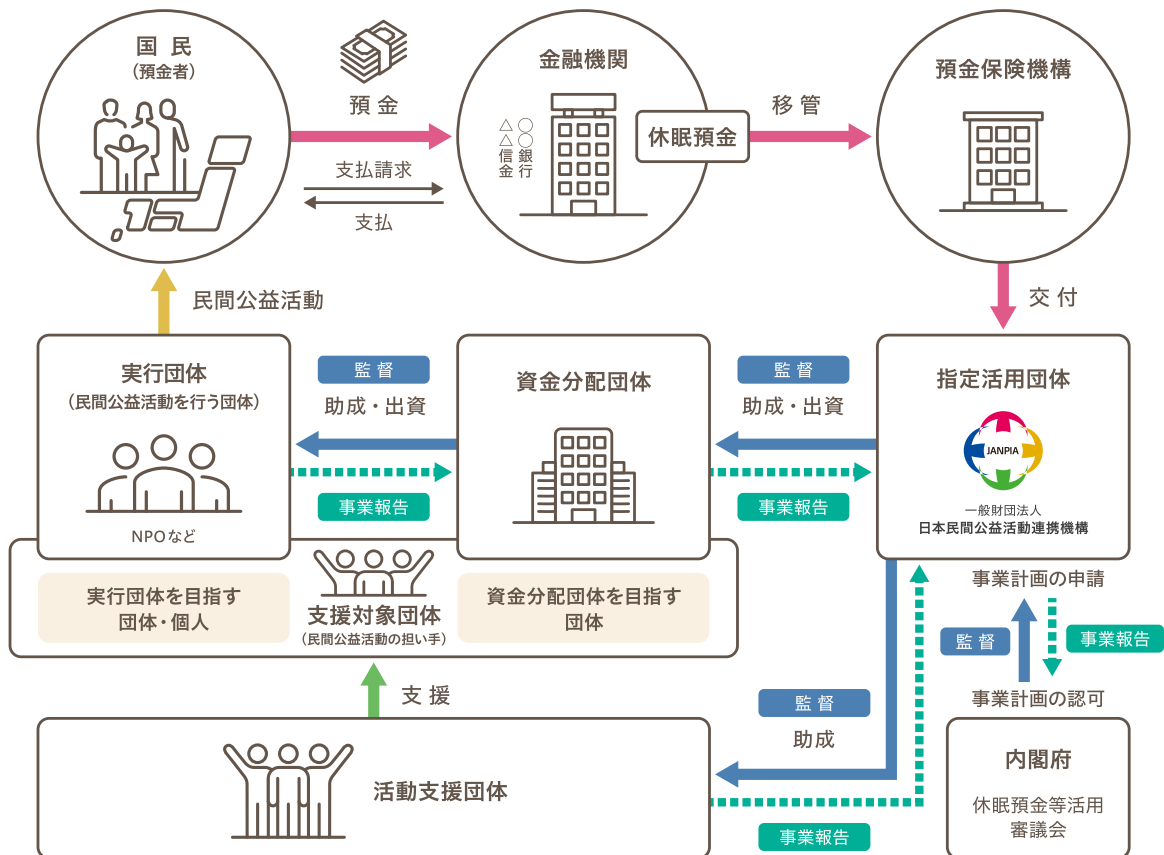 国 民
（預金者）
預 金
支払請求
支払
金融機関
○○銀行
△△信金
休眠預金
移 管
預金保険機構
交 付
民間公益活動
実行団体
（民間公益活動を行う団体）
NPOなど
監 督
助成・出資
事業報告
資金分配団体
監 督
助成・出資
事業報告
指定活用団体
JANPIA
一般財団法人
日本民間公益活動連携機構
実行団体を目指す
団体・個人
支援対象団体
（民間公益活動の担い手）
資金分配団体を目指す
団体
支 援
活動支援団体
監 督
助成
事業報告
事業計画の申請
監 督
事業報告
事業計画の認可
内閣府
休眠預金等活用
審議会